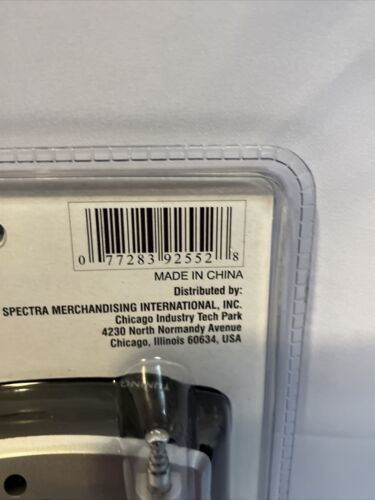 0 77283 92552 8
MADE IN CHINA
Distributed by:
SPECTRA MERCHANDISING INTERNATIONAL, INC.
Chicago Industry Tech Park
4230 North Normandy Avenue
Chicago, Illinois 60634, USA
TUNING